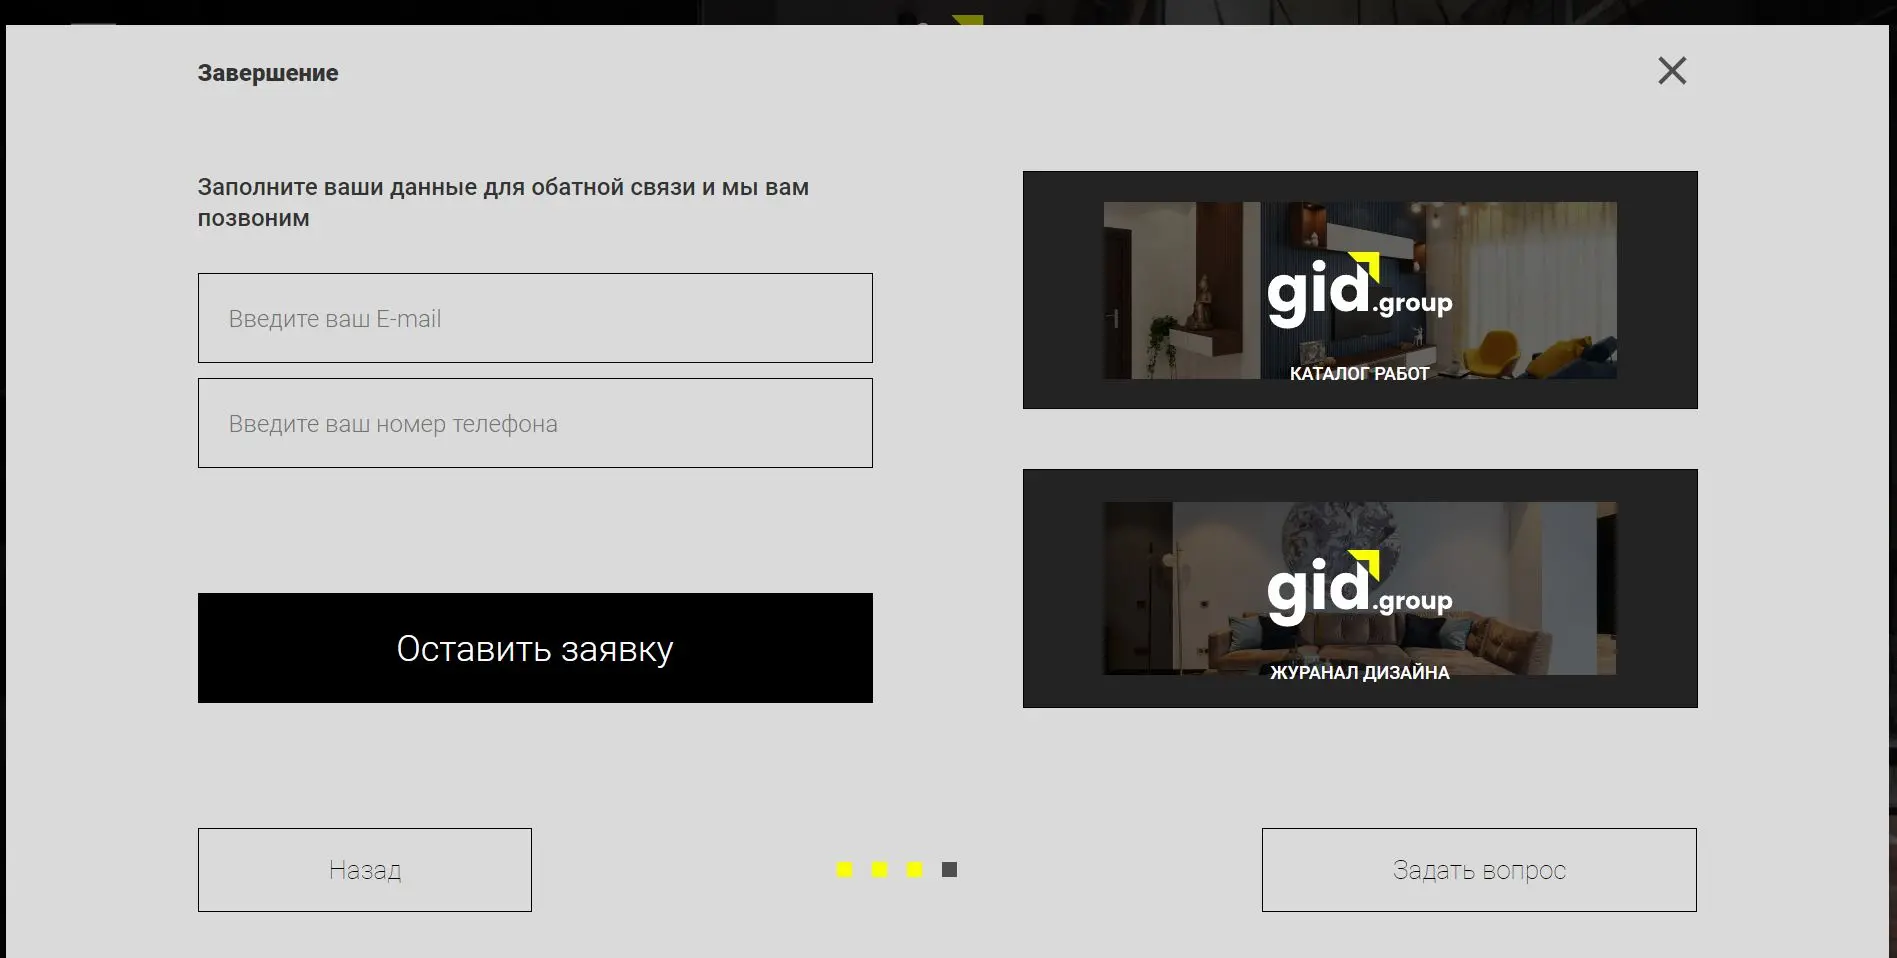 Завершение
Заполните ваши данные для обатной связи и мы вам
позвоним
Введите ваш E-mail
Введите ваш номер телефона
Оставить заявку
gid.group
КАТАЛОГ РАБОТ
gid.group
ЖУРАНАЛ ДИЗАЙНА
Назад
Задать вопрос